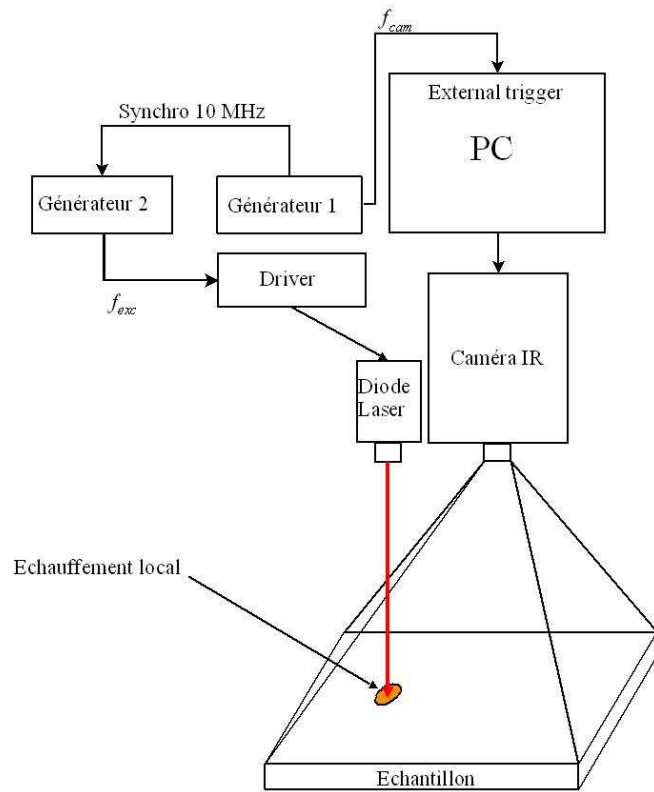 f_cam
External trigger
PC
Synchro 10 MHz
Générateur 2
Générateur 1
Driver
f_exc
Caméra IR
Diode
Laser
Echauffement local
Echantillon